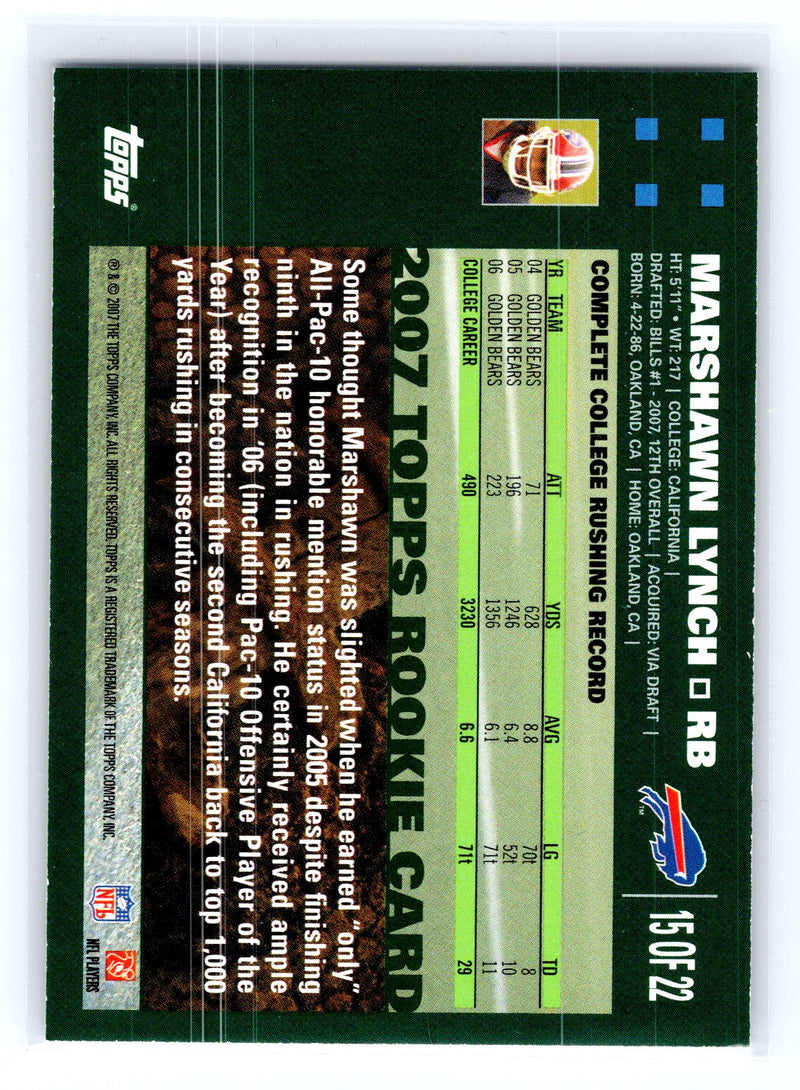 MARSHAWN LYNCH □ RB
15 OF 22
HT: 5'11" • WT: 217 | COLLEGE: CALIFORNIA |
DRAFTED: BILLS #1 - 2007, 12TH OVERALL | ACQUIRED: VIA DRAFT |
BORN: 4-22-86, OAKLAND, CA | HOME: OAKLAND, CA |
TM
COMPLETE COLLEGE RUSHING RECORD
YR TEAM ATT YDS AVG LG TD
04 GOLDEN BEARS 71 628 8.8 70t 8
05 GOLDEN BEARS 196 1246 6.4 52t 10
06 GOLDEN BEARS 223 1356 6.1 71t 11
COLLEGE CAREER 490 3230 6.6 71t 29
2007 TOPPS ROOKIE CARD
Some thought Marshawn was slighted when he earned "only"
All-Pac-10 honorable mention status in 2005 despite finishing
ninth in the nation in rushing. He certainly received ample
recognition in '06 (including Pac-10 Offensive Player of the
Year) after becoming the second California back to top 1,000
yards rushing in consecutive seasons.
topps®
® & © 2007 THE TOPPS COMPANY, INC. ALL RIGHTS RESERVED. TOPPS IS A REGISTERED TRADEMARK OF THE TOPPS COMPANY, INC.
NFL
NFL PLAYERS